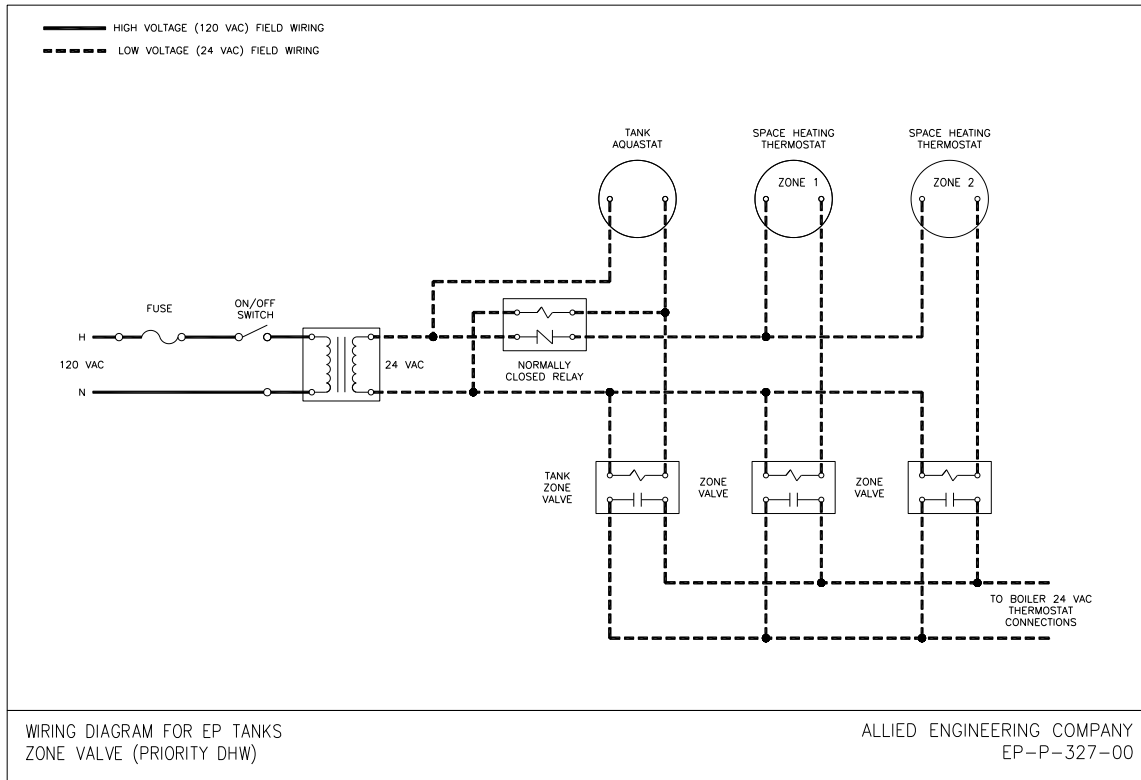 HIGH VOLTAGE (120 VAC) FIELD WIRING
LOW VOLTAGE (24 VAC) FIELD WIRING
TANK
AQUASTAT
SPACE HEATING
THERMOSTAT
ZONE 1
SPACE HEATING
THERMOSTAT
ZONE 2
FUSE
ON/OFF
SWITCH
H
120 VAC
N
24 VAC
NORMALLY
CLOSED RELAY
TANK
ZONE
VALVE
ZONE
VALVE
ZONE
VALVE
TO BOILER 24 VAC
THERMOSTAT
CONNECTIONS
WIRING DIAGRAM FOR EP TANKS
ZONE VALVE (PRIORITY DHW)
ALLIED ENGINEERING COMPANY
EP-P-327-00